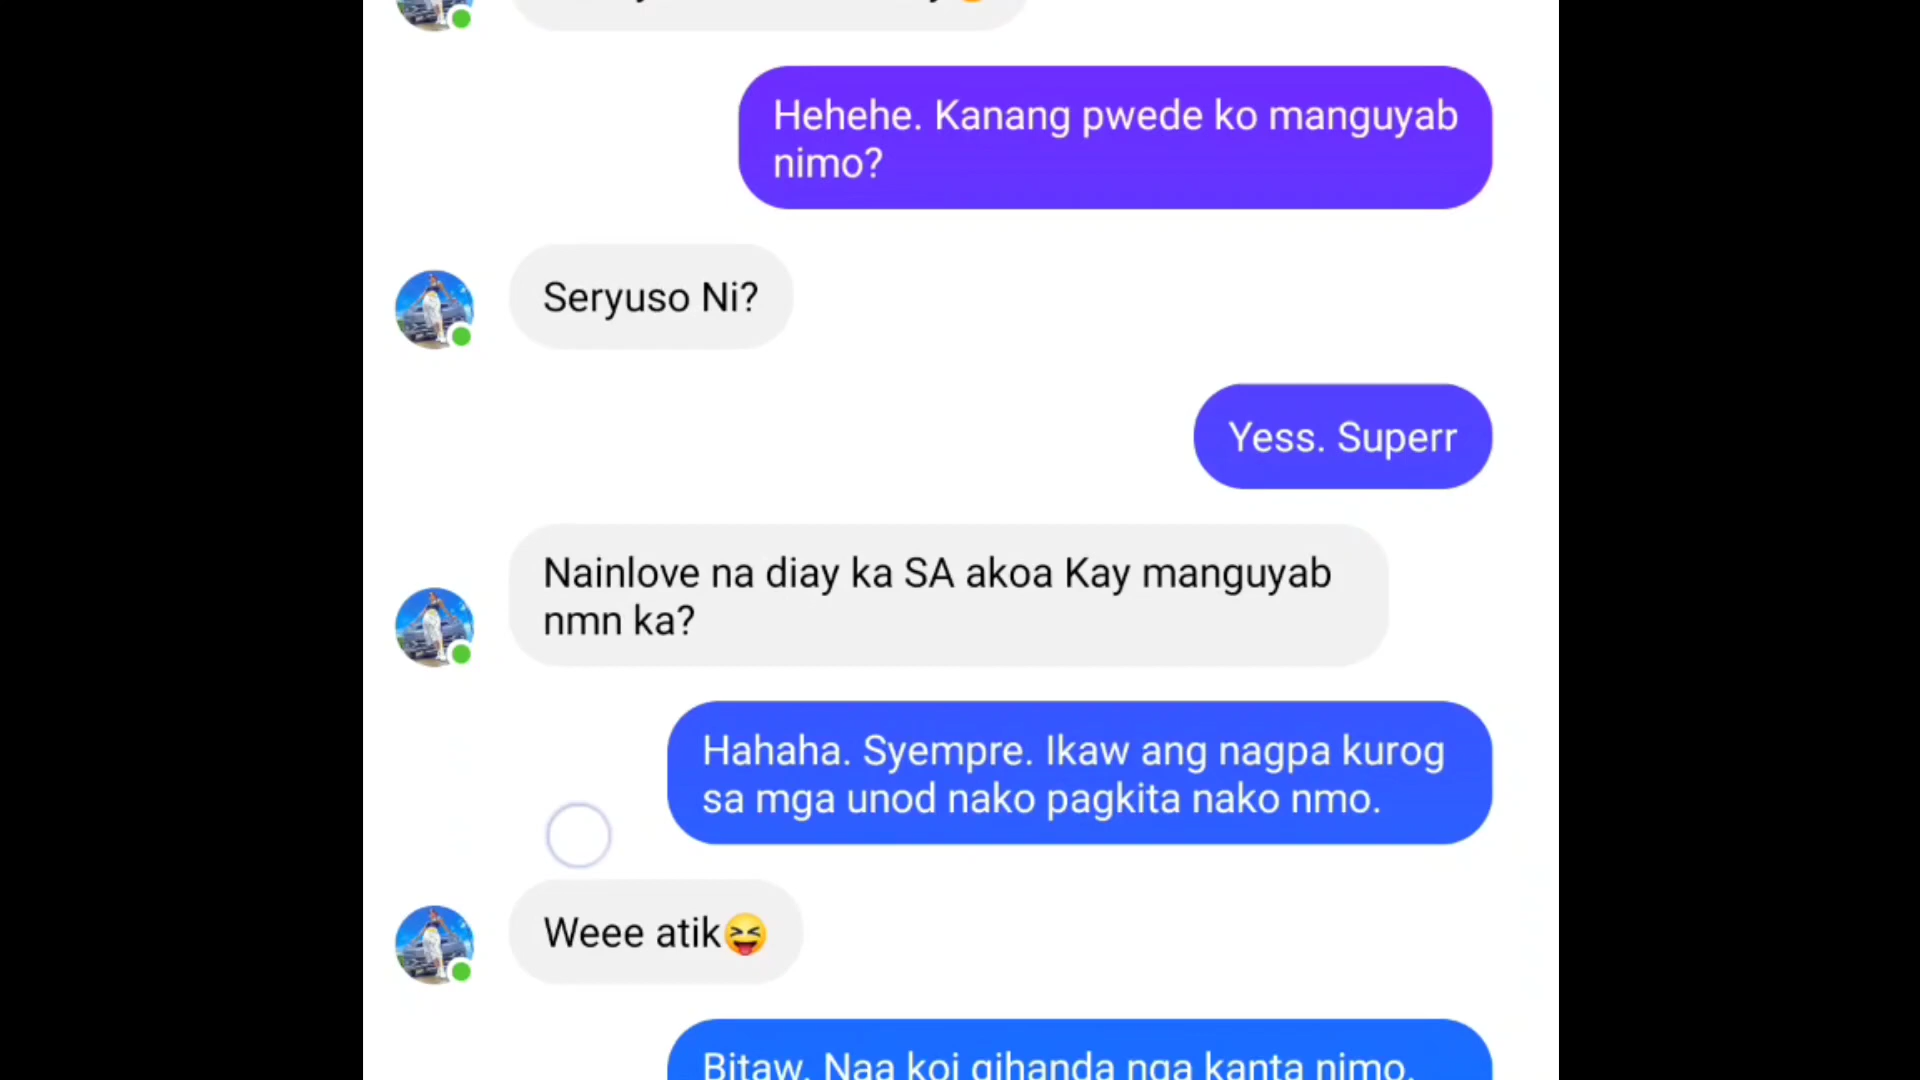 Hehehe. Kanang pwede ko manguyab
nimo?
Seryuso Ni?
Yess. Superr
Nainlove na diay ka SA akoa Kay manguyab
nmn ka?
Hahaha. Syempre. Ikaw ang nagpa kurog
sa mga unod nako pagkita nako nmo.
Weee atik😝
Bitaw. Naa koi gihanda nga kanta nimo.